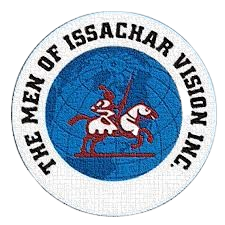 THE MEN OF ISSACHAR VISION INC.